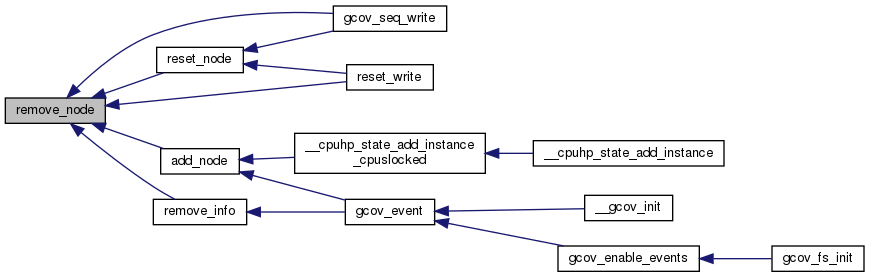 gcov_seq_write
reset_node
reset_write
remove_node
__cpuhp_state_add_instance
_cpuslocked
__cpuhp_state_add_instance
add_node
remove_info
gcov_event
__gcov_init
gcov_enable_events
gcov_fs_init